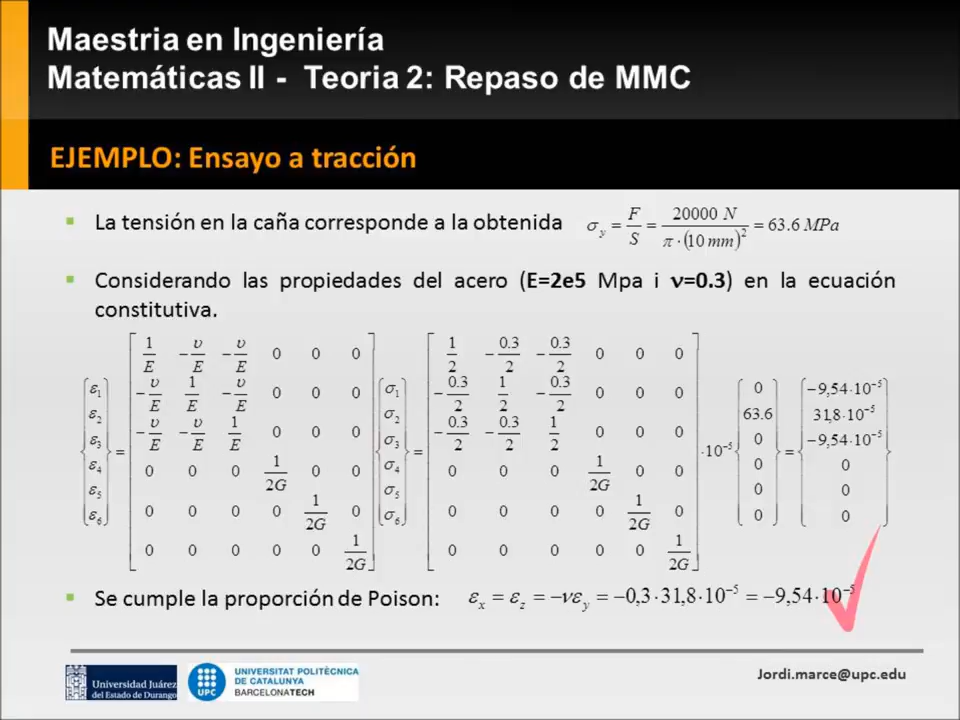 Maestria en Ingeniería
Matemáticas II - Teoria 2: Repaso de MMC
EJEMPLO: Ensayo a tracción
La tensión en la caña corresponde a la obtenida σy = F/S = 20000 N / π·(10 mm)² = 63.6 MPa
Considerando las propiedades del acero (E=2e5 Mpa i ν=0.3) en la ecuación
constitutiva.
{ε1 ε2 ε3 ε4 ε5 ε6} =
[1/E -υ/E -υ/E 0 0 0
-υ/E 1/E -υ/E 0 0 0
-υ/E -υ/E 1/E 0 0 0
0 0 0 1/2G 0 0
0 0 0 0 1/2G 0
0 0 0 0 0 1/2G]
{σ1 σ2 σ3 σ4 σ5 σ6} =
[1/2 -0.3/2 -0.3/2 0 0 0
-0.3/2 1/2 -0.3/2 0 0 0
-0.3/2 -0.3/2 1/2 0 0 0
0 0 0 1/2G 0 0
0 0 0 0 1/2G 0
0 0 0 0 0 1/2G]
·10⁻⁵ {0 63.6 0 0 0 0} = {-9,54·10⁻⁵ 31,8·10⁻⁵ -9,54·10⁻⁵ 0 0 0}
Se cumple la proporción de Poison: εx = εz = -νεy = -0,3·31,8·10⁻⁵ = -9,54·10⁻⁵
Universidad Juárez
del Estado de Durango
UPC
UNIVERSITAT POLITÈCNICA
DE CATALUNYA
BARCELONATECH
Jordi.marce@upc.edu